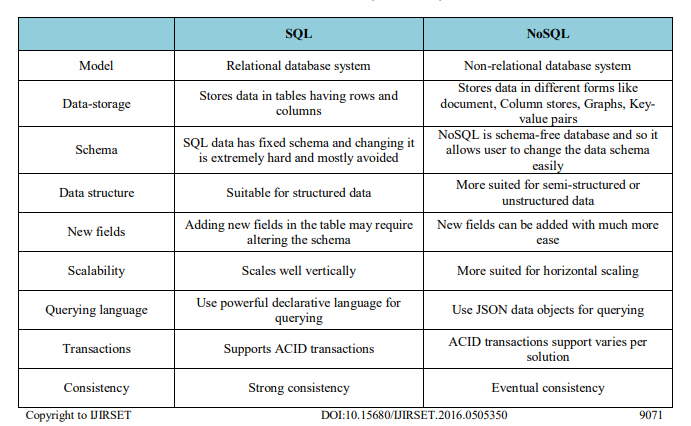 SQL NoSQL
Model Relational database system Non-relational database system
Data-storage Stores data in tables having rows and
columns Stores data in different forms like
document, Column stores, Graphs, Key-
value pairs
Schema SQL data has fixed schema and changing it
is extremely hard and mostly avoided NoSQL is schema-free database and so it
allows user to change the data schema
easily
Data structure Suitable for structured data More suited for semi-structured or
unstructured data
New fields Adding new fields in the table may require
altering the schema New fields can be added with much more
ease
Scalability Scales well vertically More suited for horizontal scaling
Querying language Use powerful declarative language for
querying Use JSON data objects for querying
Transactions Supports ACID transactions ACID transactions support varies per
solution
Consistency Strong consistency Eventual consistency
Copyright to IJIRSET DOI:10.15680/IJIRSET.2016.0505350 9071